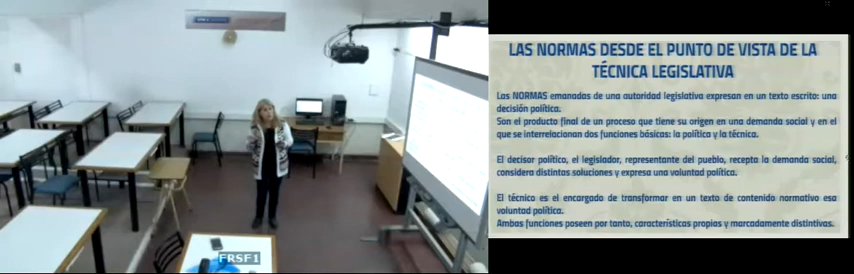 LAS NORMAS DESDE EL PUNTO DE VISTA DE LA
TÉCNICA LEGISLATIVA
Las NORMAS emanadas de una autoridad legislativa expresan en un texto escrito: una
decisión política.
Son el producto final de un proceso que tiene su origen en una demanda social y en el
que se interrelacionan dos funciones básicas: la política y la técnica.
El decisor político, el legislador, representante del pueblo, recepta la demanda social,
considera distintas soluciones y expresa una voluntad política.
El técnico es el encargado de transformar en un texto de contenido normativo esa
voluntad política.
Ambas funciones poseen por tanto, características propias y marcadamente distintivas.
FRSF1